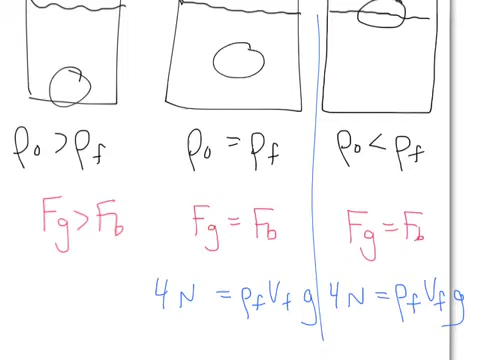 ρₒ > ρf ρₒ = ρf ρₒ < ρf
Fg > Fb Fg = Fb Fg = Fb
4 N = ρf Vf g 4 N = ρf Vf g